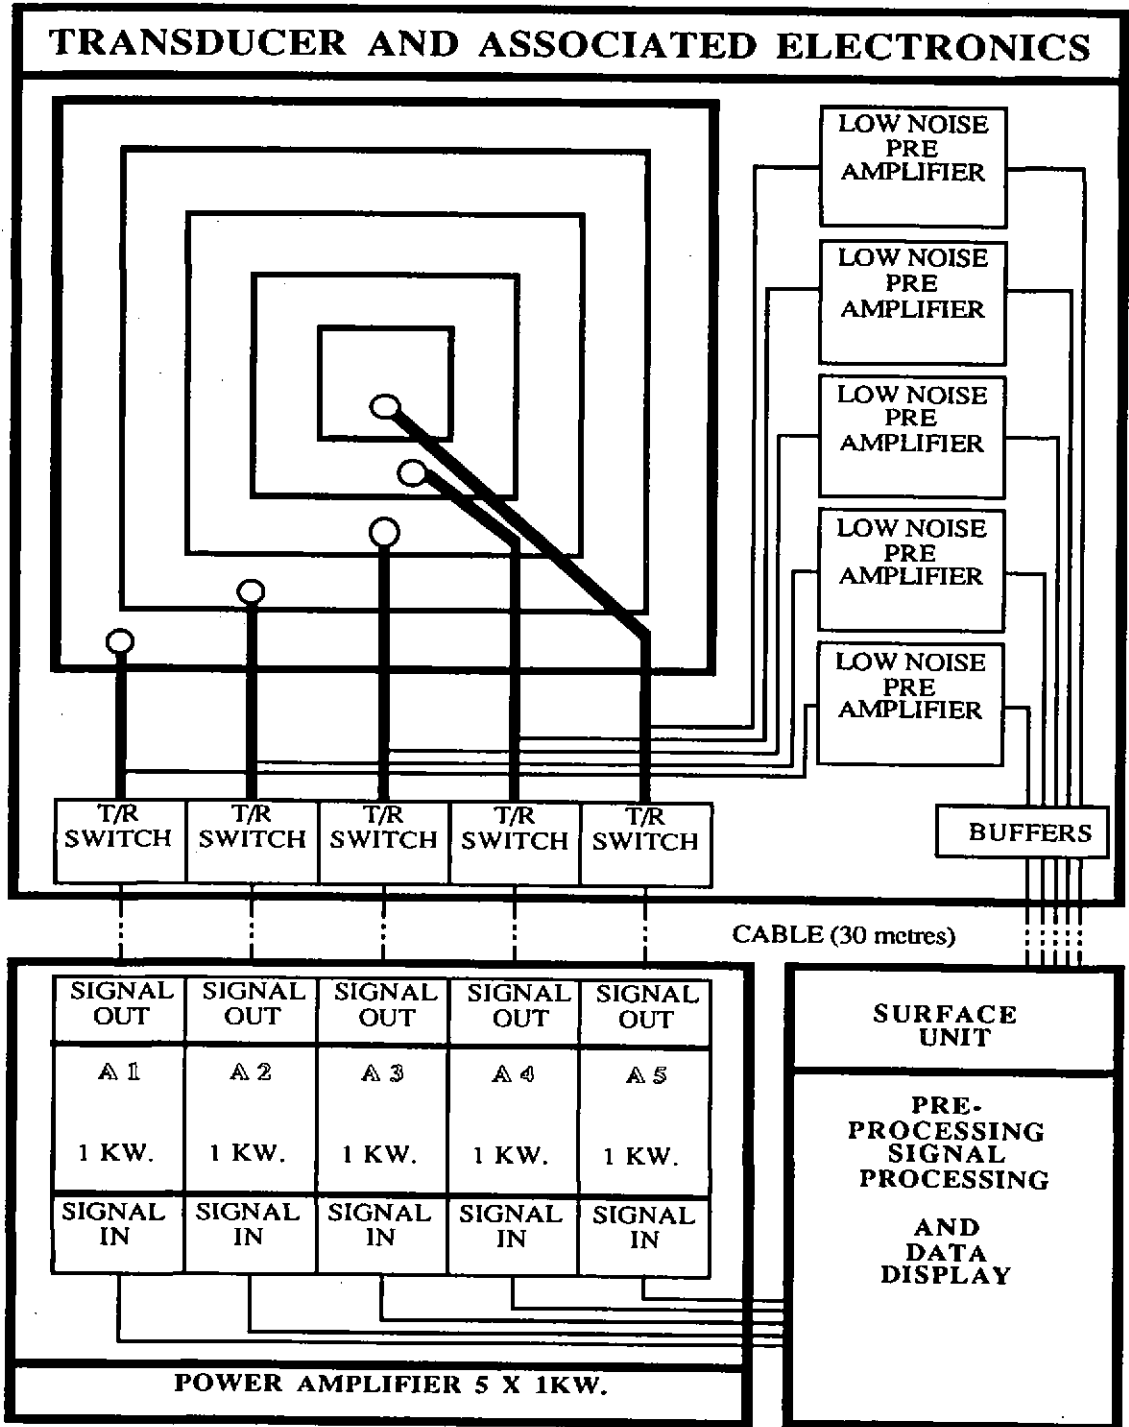 TRANSDUCER AND ASSOCIATED ELECTRONICS
LOW NOISE
PRE
AMPLIFIER
LOW NOISE
PRE
AMPLIFIER
LOW NOISE
PRE
AMPLIFIER
LOW NOISE
PRE
AMPLIFIER
LOW NOISE
PRE
AMPLIFIER
T/R
SWITCH
T/R
SWITCH
T/R
SWITCH
T/R
SWITCH
T/R
SWITCH
BUFFERS
CABLE (30 metres)
SIGNAL
OUT
SIGNAL
OUT
SIGNAL
OUT
SIGNAL
OUT
SIGNAL
OUT
A 1
A 2
A 3
A 4
A 5
1 KW.
1 KW.
1 KW.
1 KW.
1 KW.
SIGNAL
IN
SIGNAL
IN
SIGNAL
IN
SIGNAL
IN
SIGNAL
IN
POWER AMPLIFIER 5 X 1KW.
SURFACE
UNIT
PRE-
PROCESSING
SIGNAL
PROCESSING
AND
DATA
DISPLAY